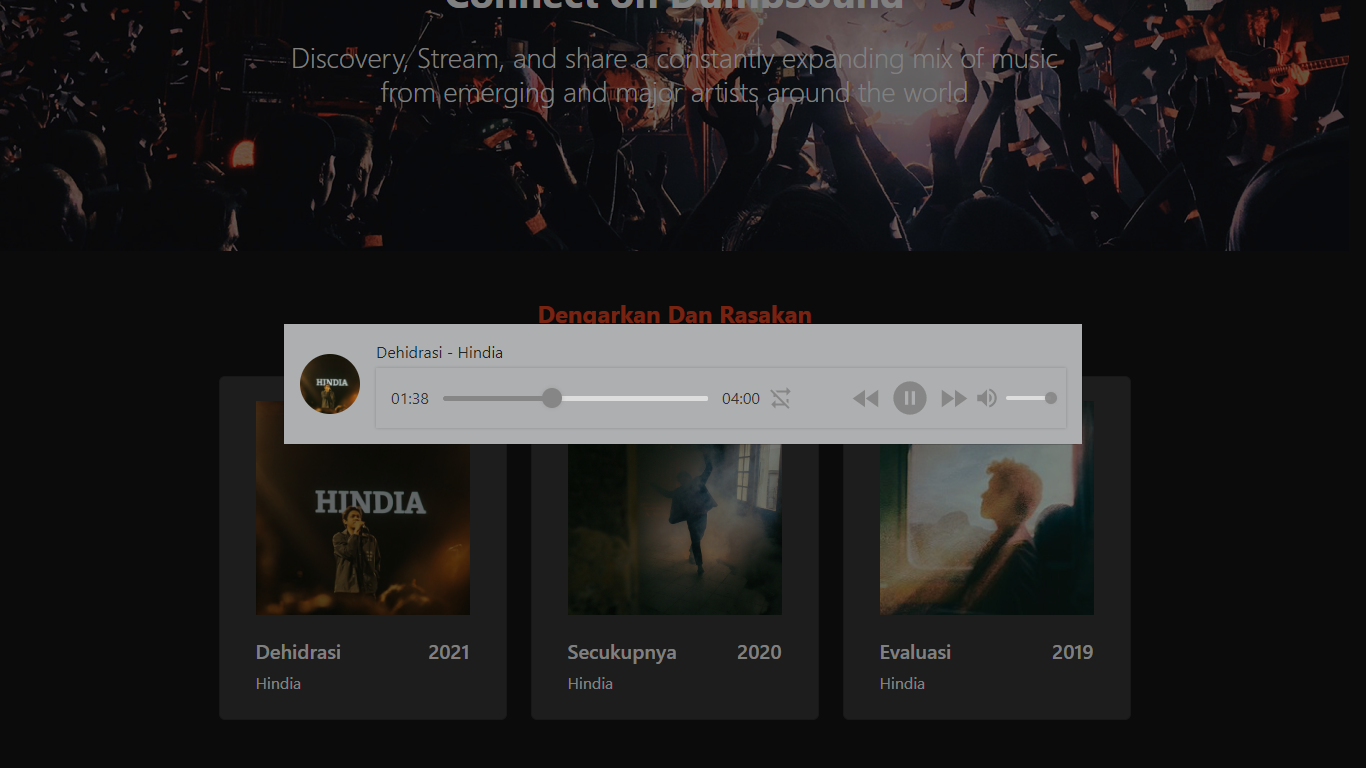 Connect on DumbSound
Discovery, Stream, and share a constantly expanding mix of music
from emerging and major artists around the world
Dengarkan Dan Rasakan
Dehidrasi - Hindia
HINDIA
01:38
04:00
HINDIA
Dehidrasi
2021
Hindia
Secukupnya
2020
Hindia
Evaluasi
2019
Hindia